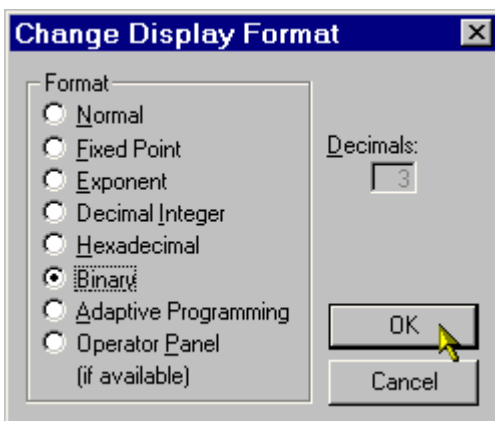 Change Display Format
Format
Normal
Fixed Point
Exponent
Decimal Integer
Hexadecimal
Binary
Adaptive Programming
Operator Panel
(if available)
Decimals:
3
OK
Cancel